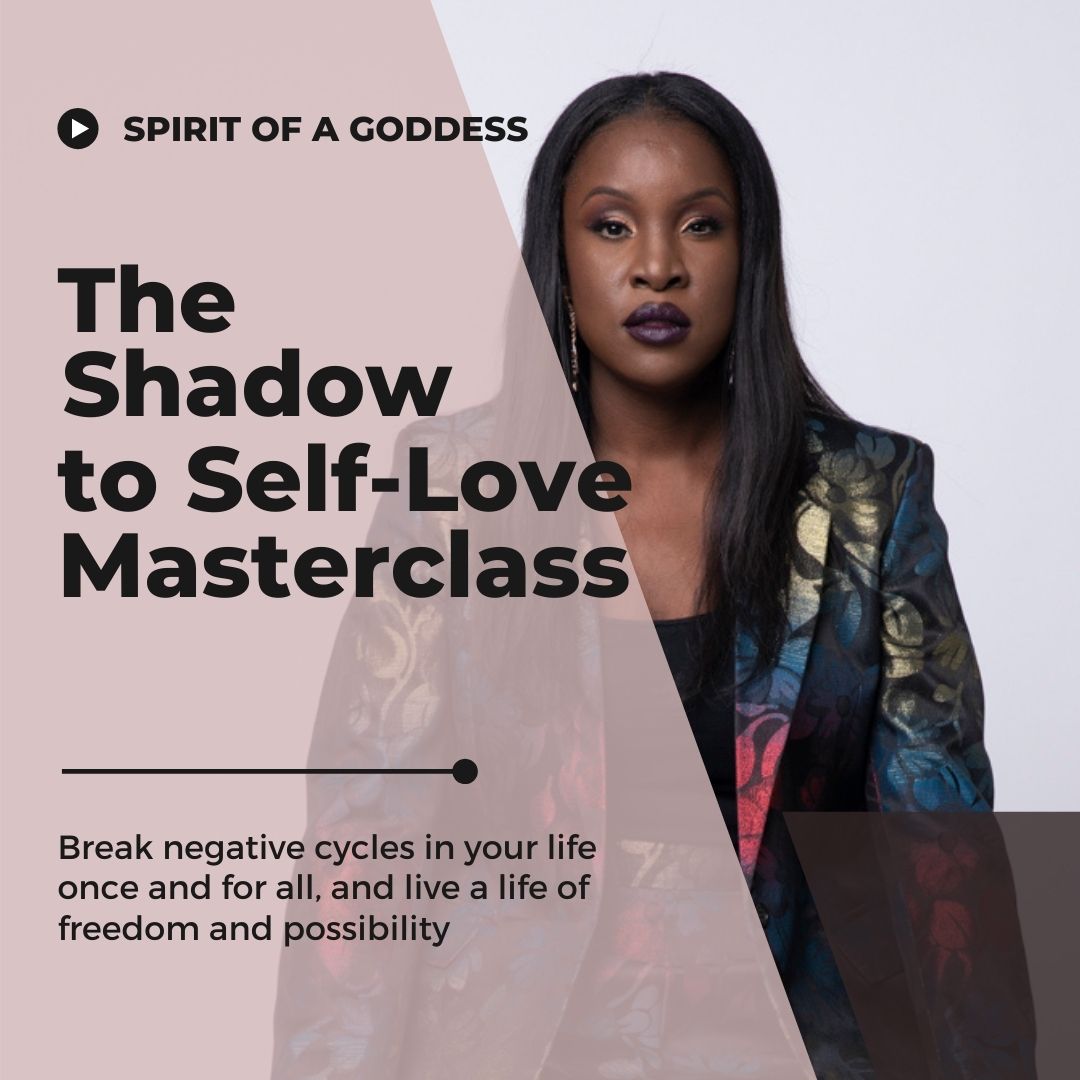 SPIRIT OF A GODDESS
The
Shadow
to Self-Love
Masterclass
Break negative cycles in your life
once and for all, and live a life of
freedom and possibility